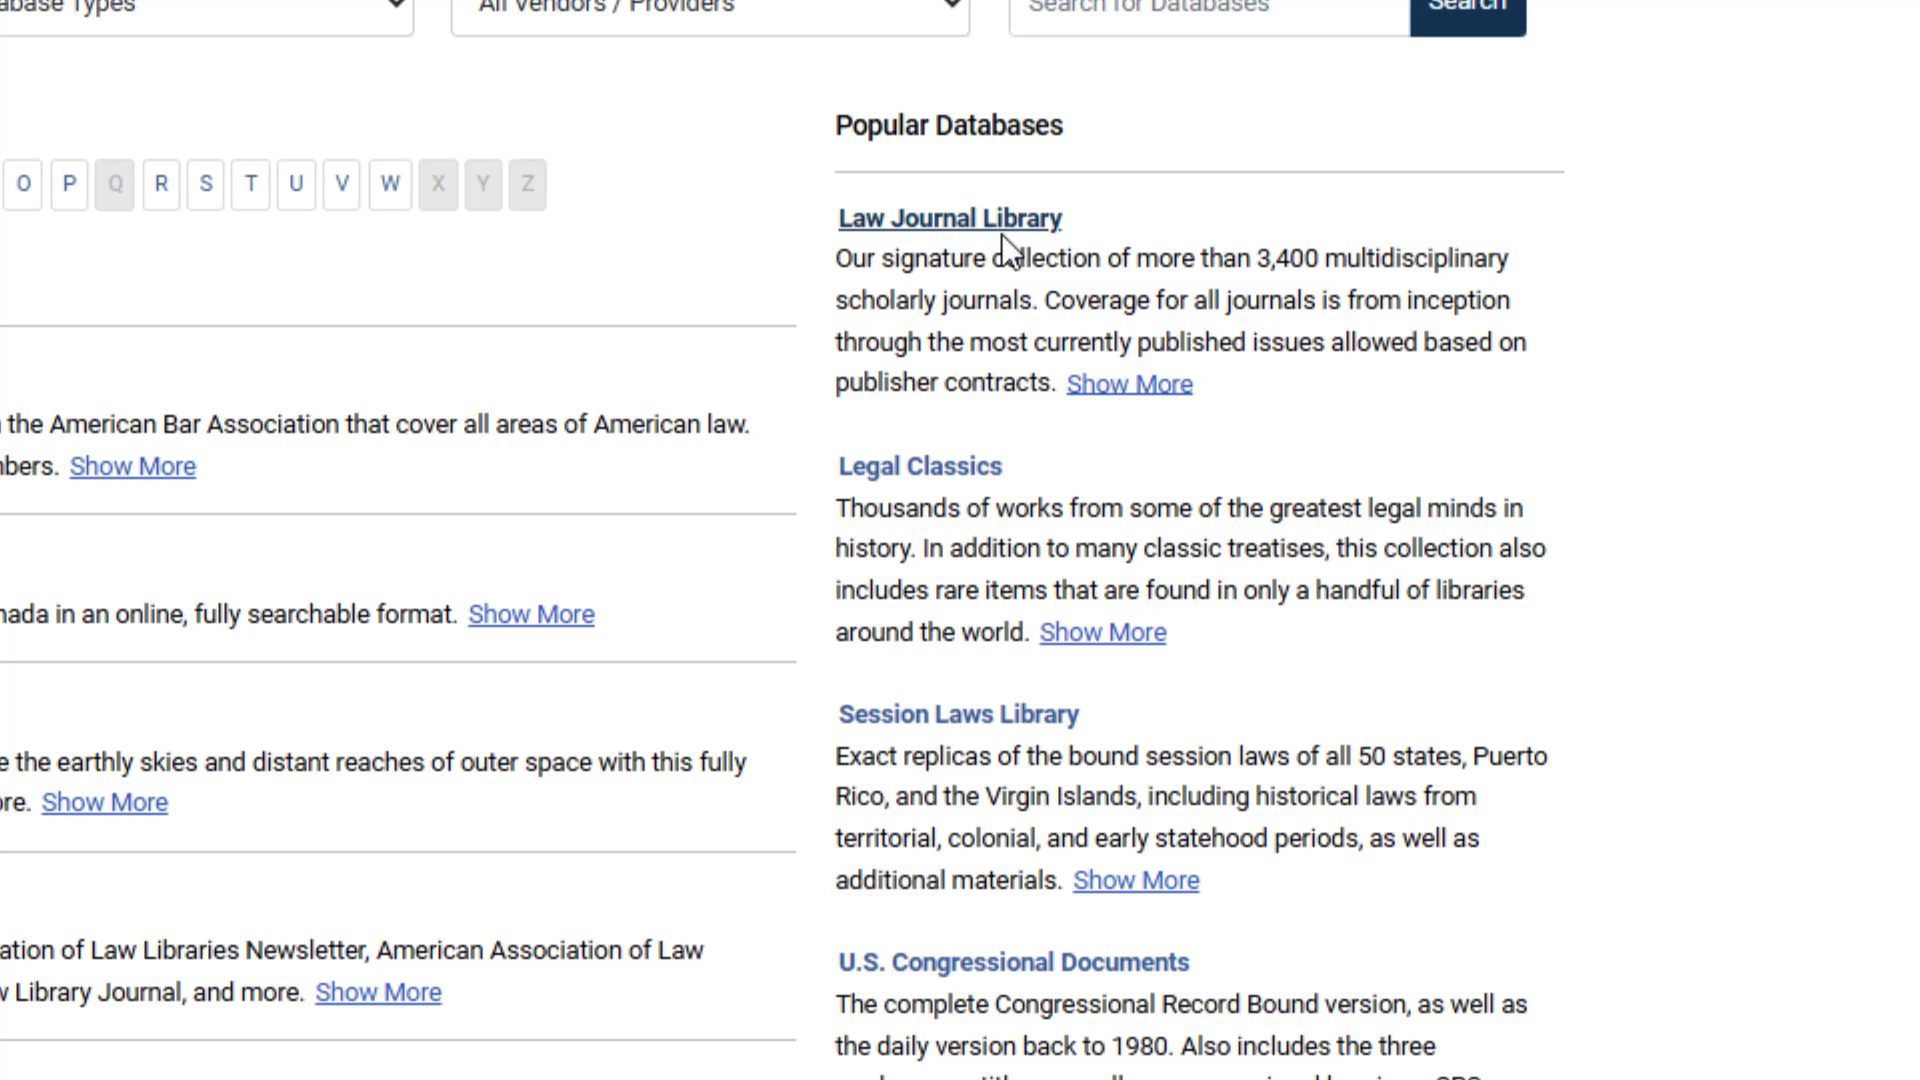 All Vendors / Providers
Search for Databases
Search
Types
O P Q R S T U V W X Y Z
the American Bar Association that cover all areas of American law.
Show More
in an online, fully searchable format. Show More
the earthly skies and distant reaches of outer space with this fully
Show More
of Law Libraries Newsletter, American Association of Law
Library Journal, and more. Show More
Popular Databases
Law Journal Library
Our signature collection of more than 3,400 multidisciplinary
scholarly journals. Coverage for all journals is from inception
through the most currently published issues allowed based on
publisher contracts. Show More
Legal Classics
Thousands of works from some of the greatest legal minds in
history. In addition to many classic treatises, this collection also
includes rare items that are found in only a handful of libraries
around the world. Show More
Session Laws Library
Exact replicas of the bound session laws of all 50 states, Puerto
Rico, and the Virgin Islands, including historical laws from
territorial, colonial, and early statehood periods, as well as
additional materials. Show More
U.S. Congressional Documents
The complete Congressional Record Bound version, as well as
the daily version back to 1980. Also includes the three